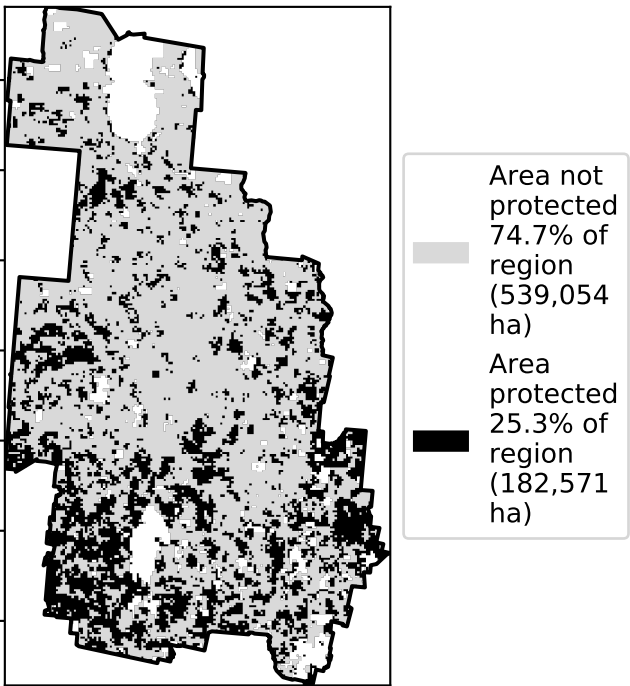 Area not
protected
74.7% of
region
(539,054
ha)
Area
protected
25.3% of
region
(182,571
ha)